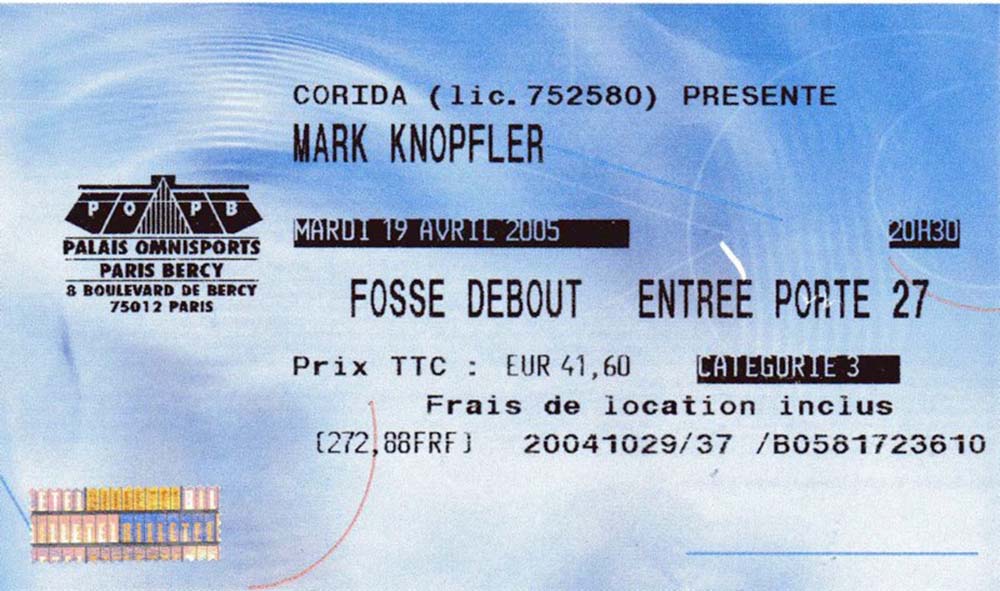 CORIDA (lic.752580) PRESENTE
MARK KNOPFLER
POPB
PALAIS OMNISPORTS
PARIS BERCY
8 BOULEVARD DE BERCY
75012 PARIS
MARDI 19 AVRIL 2005 20H30
FOSSE DEBOUT ENTREE PORTE 27
Prix TTC : EUR 41,60 CATEGORIE 3
Frais de location inclus
(272,88FRF) 20041029/37 /B0581723610